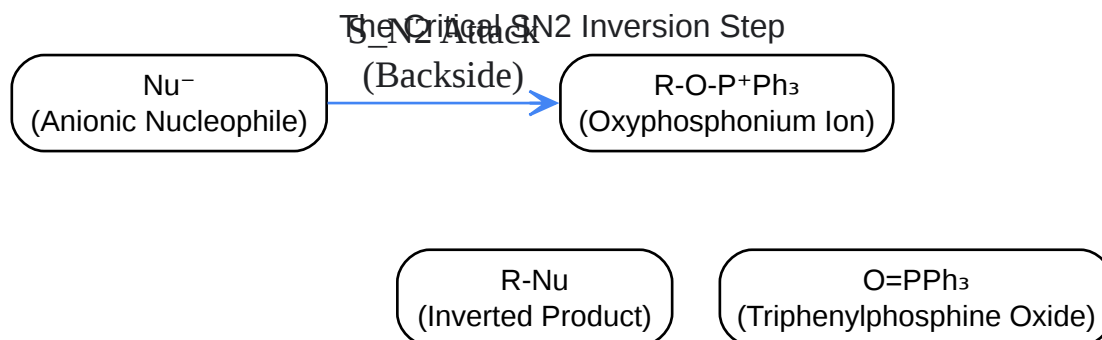 The Critical SN2 Inversion Step
S_N2 Attack
(Backside)
Nu⁻
(Anionic Nucleophile)
R-O-P⁺Ph₃
(Oxyphosphonium Ion)
R-Nu
(Inverted Product)
O=PPh₃
(Triphenylphosphine Oxide)